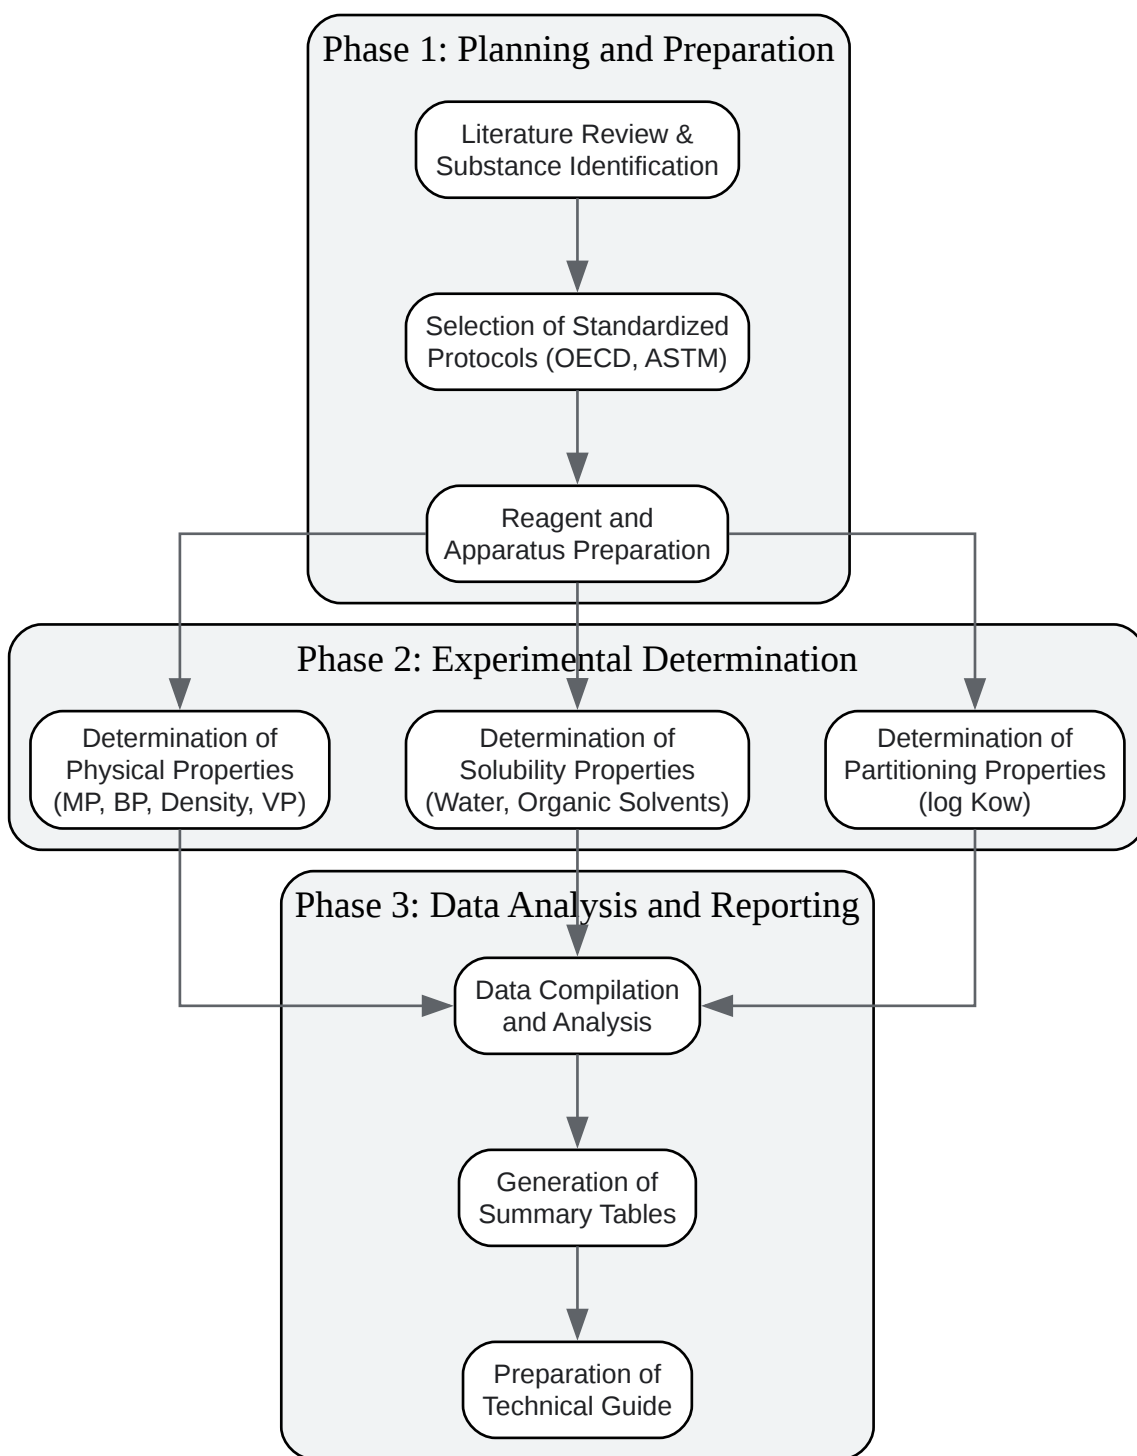 Phase 1: Planning and Preparation
Literature Review &
Substance Identification
Selection of Standardized
Protocols (OECD, ASTM)
Reagent and
Apparatus Preparation
Phase 2: Experimental Determination
Determination of
Physical Properties
(MP, BP, Density, VP)
Determination of
Solubility Properties
(Water, Organic Solvents)
Determination of
Partitioning Properties
(log Kow)
Phase 3: Data Analysis and Reporting
Data Compilation
and Analysis
Generation of
Summary Tables
Preparation of
Technical Guide